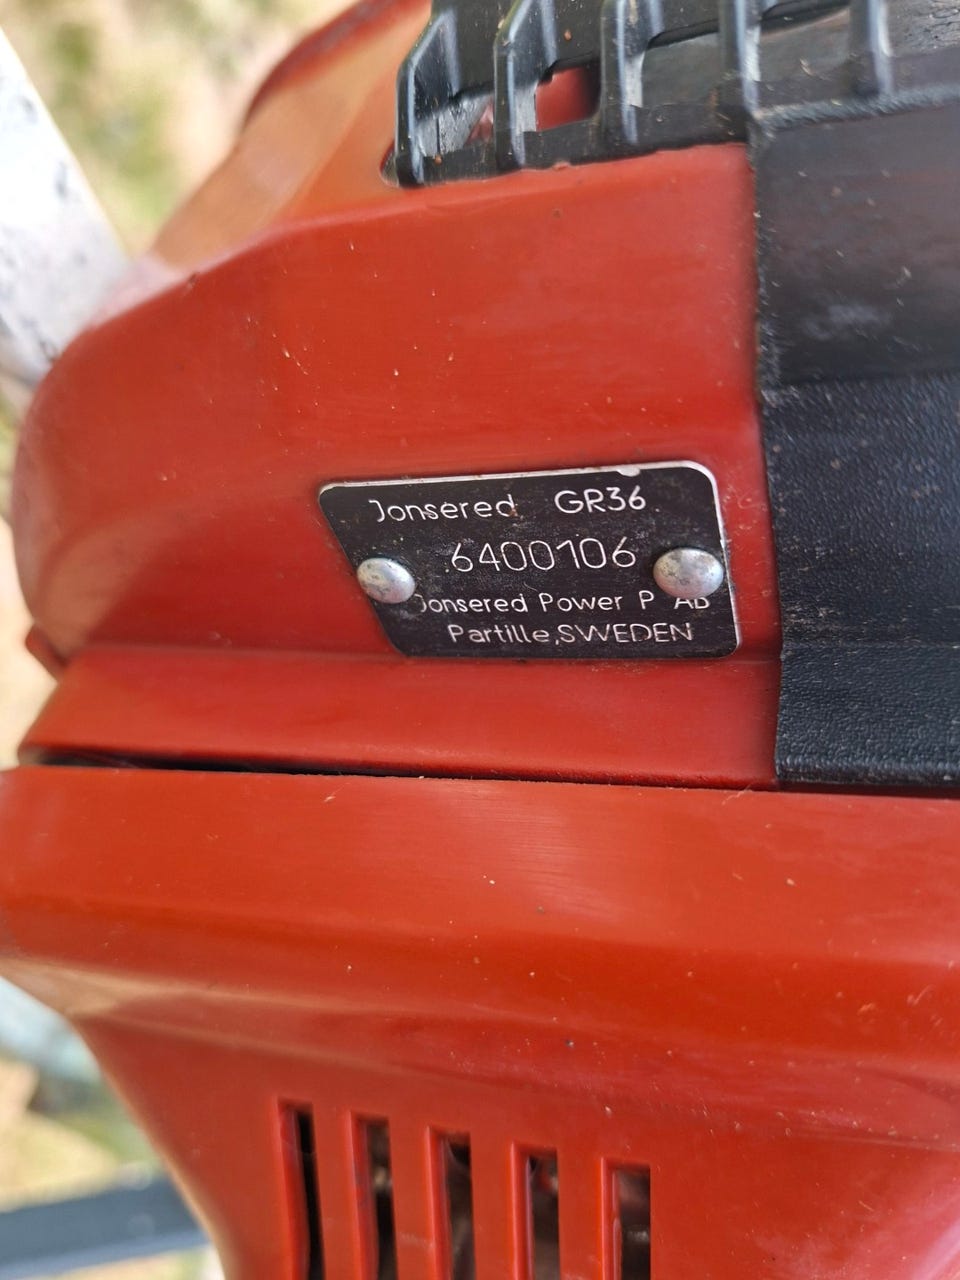 Jonsered GR36
6400106
Jonsered Power P AB
Partille,SWEDEN